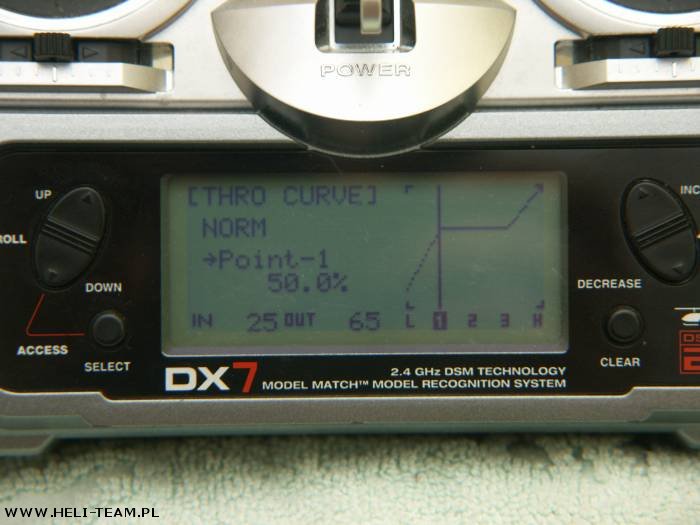 POWER
UP
[THRO CURVE]
NORM
→Point-1
50.0%
IN 25 OUT 65 L 1 2 3 H
DOWN
ACCESS
SELECT
DECREASE
CLEAR
DX7
2.4 GHz DSM TECHNOLOGY
MODEL MATCH™ MODEL RECOGNITION SYSTEM
WWW.HELI-TEAM.PL